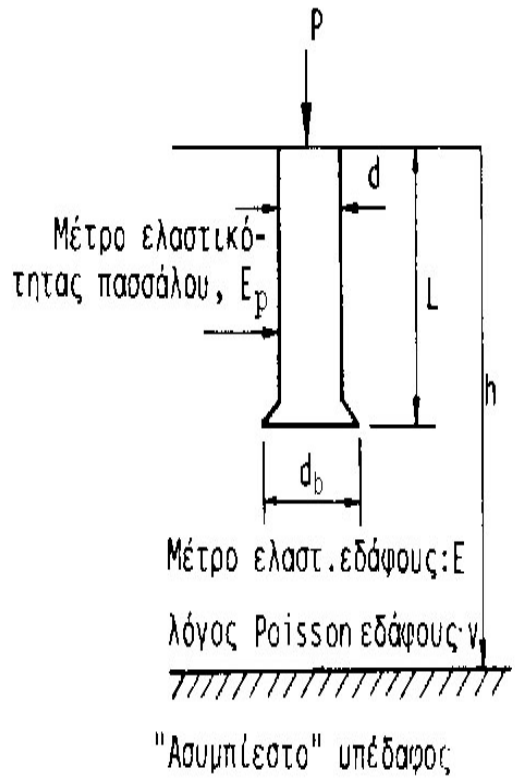 P
d
Μέτρο ελαστικό-
τητας πασσάλου, Ep
L
h
db
Μέτρο ελαστ.εδάφους:E
λόγος Poisson εδάφους·ν
"Ασυμπίεστο" υπέδαφος